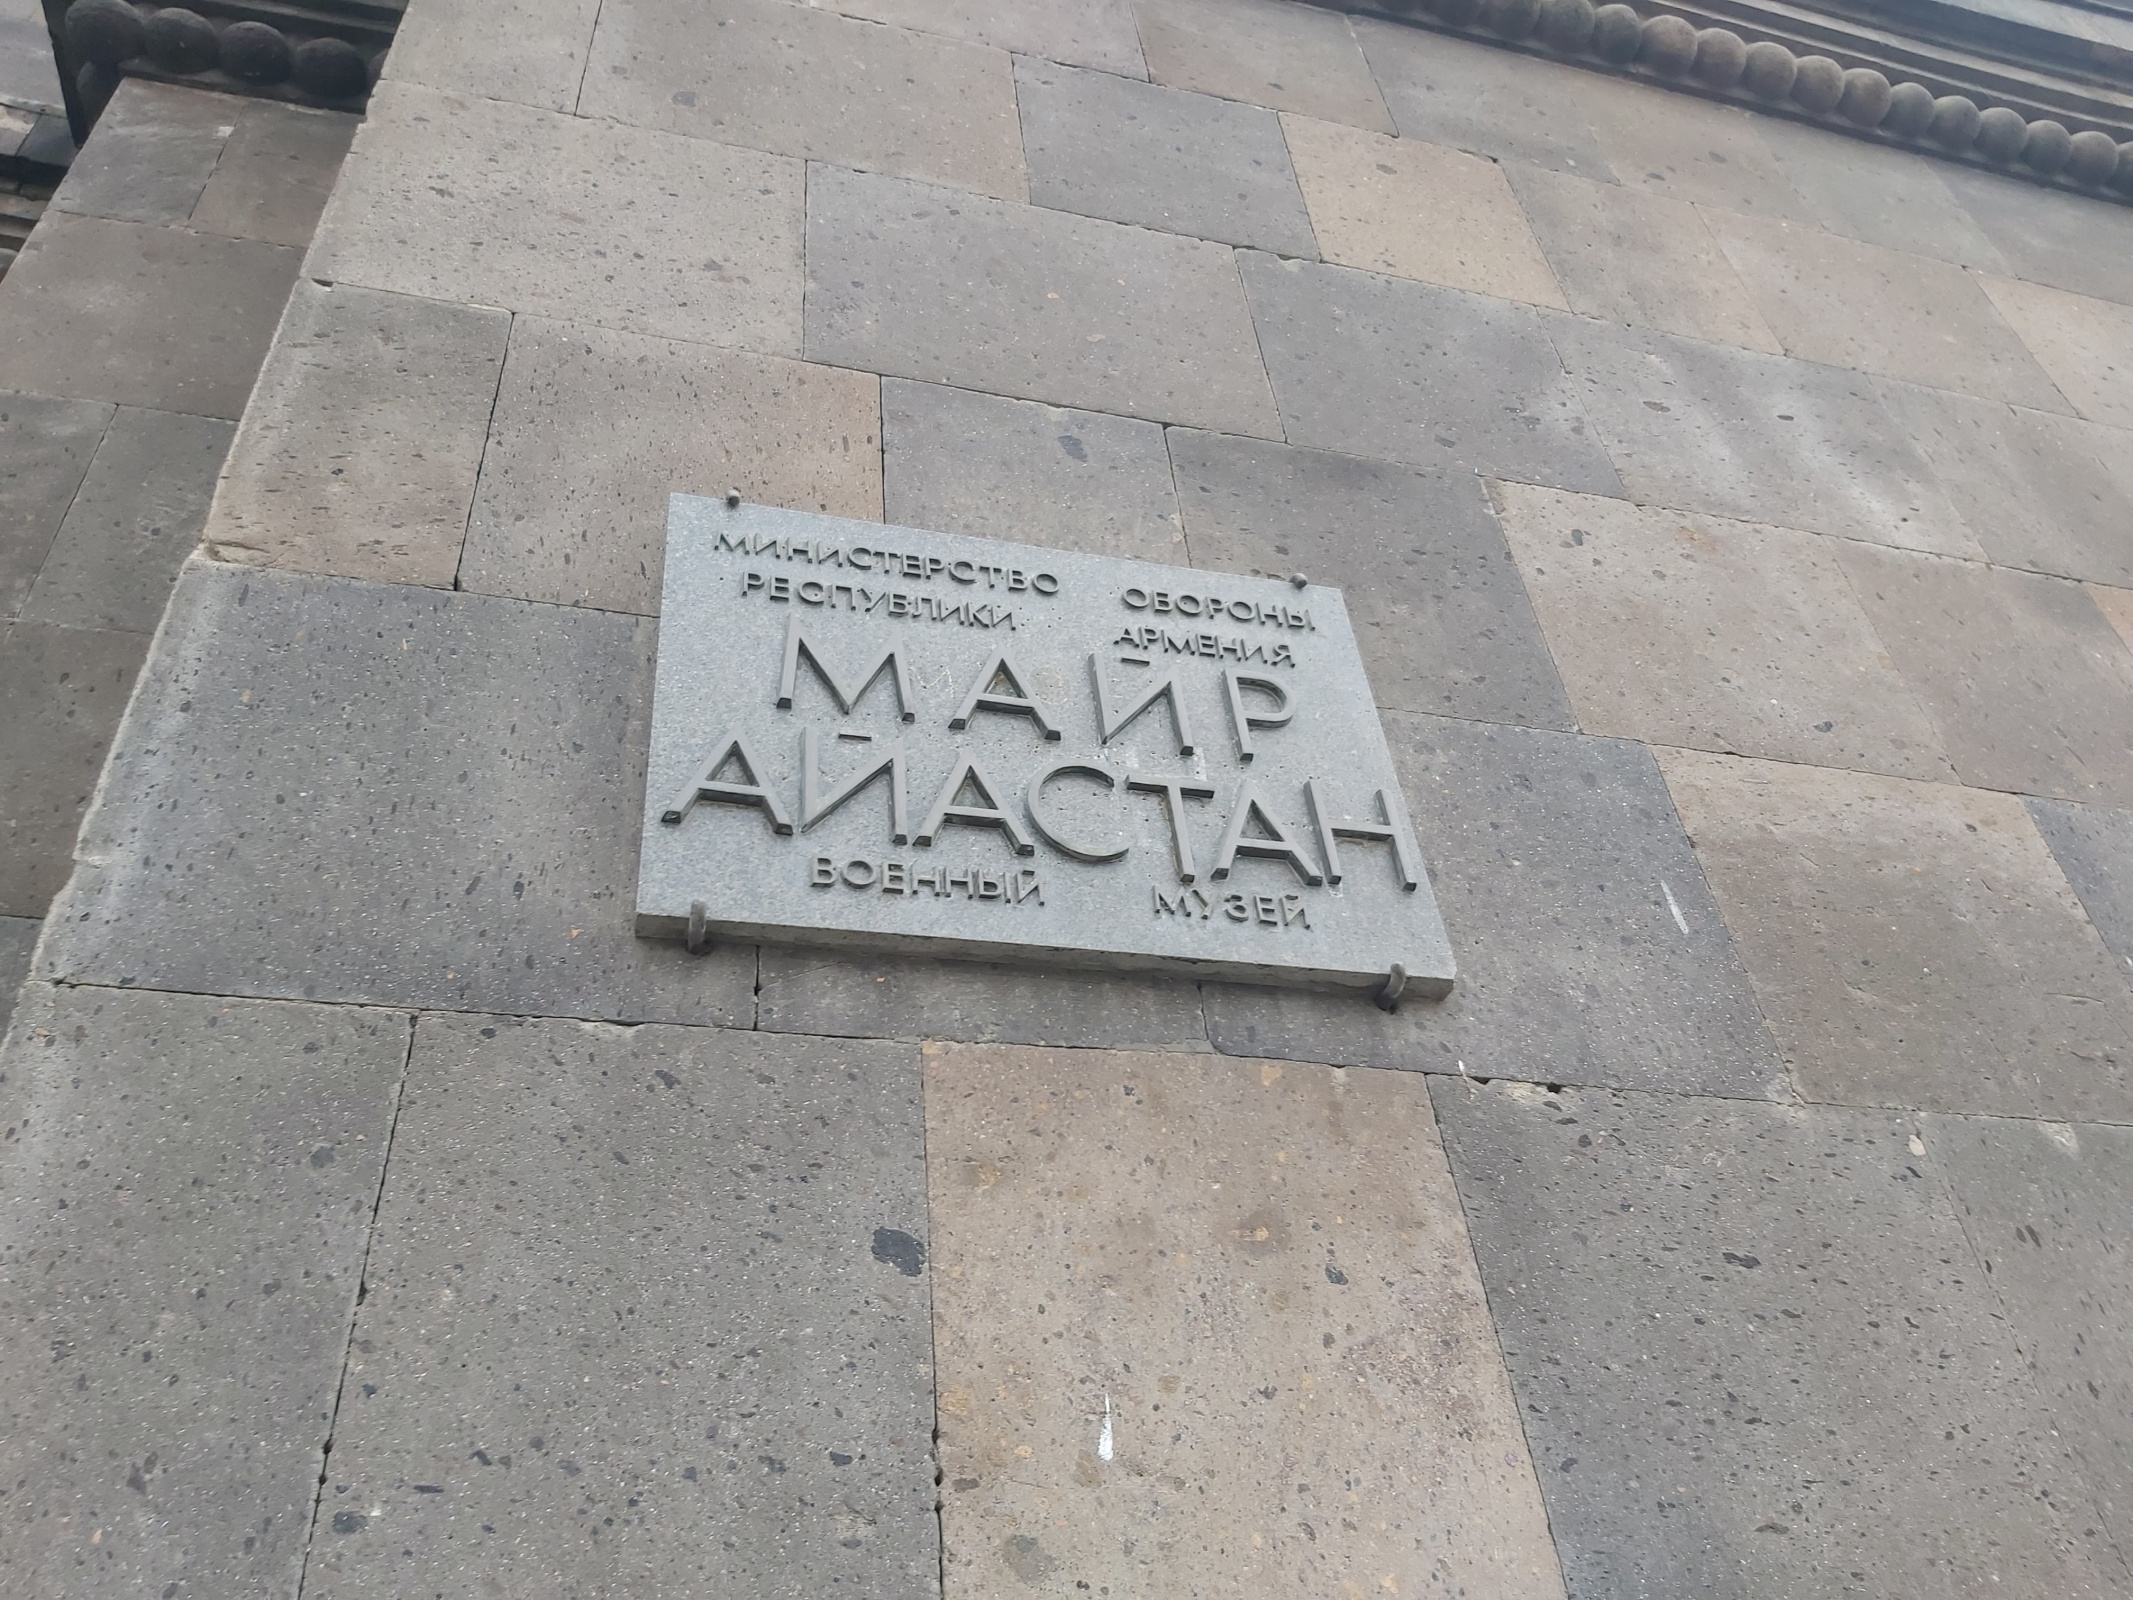 МИНИСТЕРСТВО ОБОРОНЫ
РЕСПУБЛИКИ АРМЕНИЯ
МАЙР
АЙАСТАН
ВОЕННЫЙ МУЗЕЙ